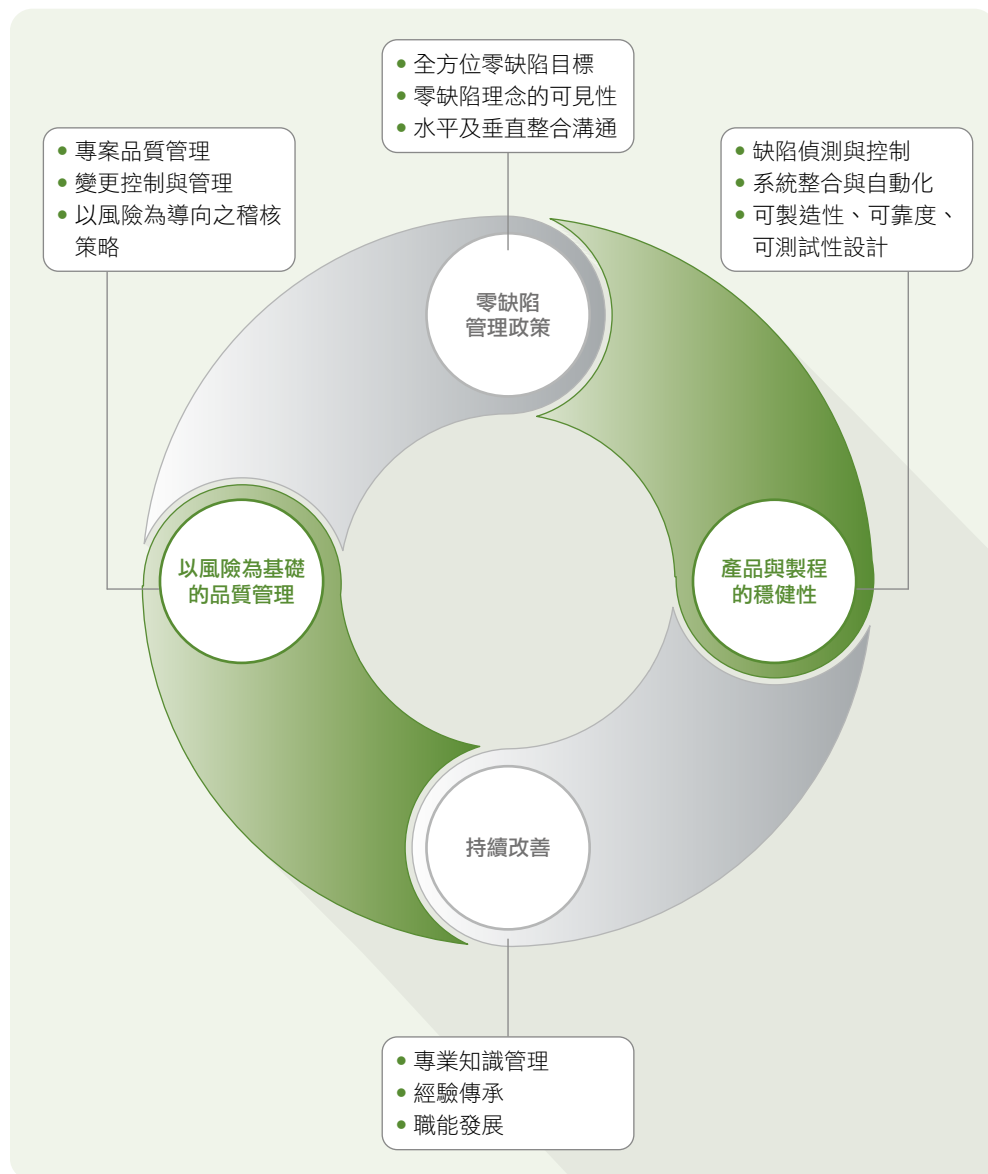 全方位零缺陷目標
零缺陷理念的可見性
水平及垂直整合溝通
專案品質管理
變更控制與管理
以風險為導向之稽核
策略
缺陷偵測與控制
系統整合與自動化
可製造性、可靠度、
可測試性設計
零缺陷
管理政策
以風險為基礎
的品質管理
產品與製程
的穩健性
持續改善
專業知識管理
經驗傳承
職能發展